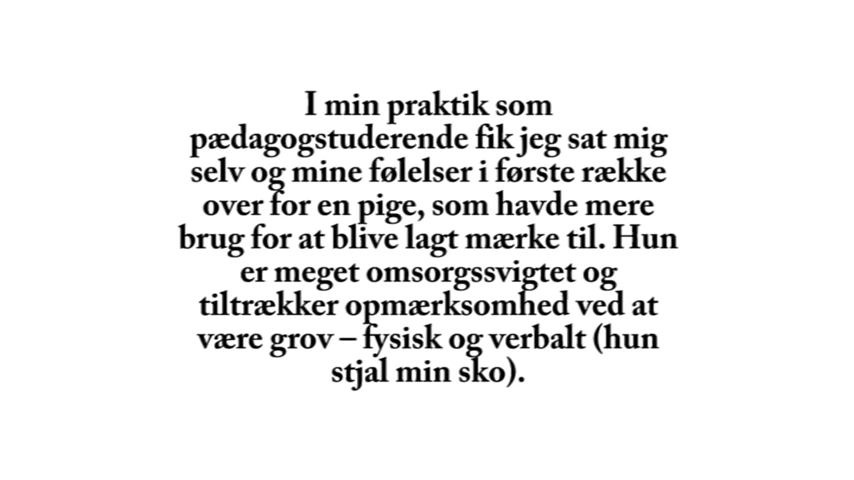 I min praktik som
pædagogstuderende fik jeg sat mig
selv og mine følelser i første række
over for en pige, som havde mere
brug for at blive lagt mærke til. Hun
er meget omsorgssvigtet og
tiltrækker opmærksomhed ved at
være grov – fysisk og verbalt (hun
stjal min sko).